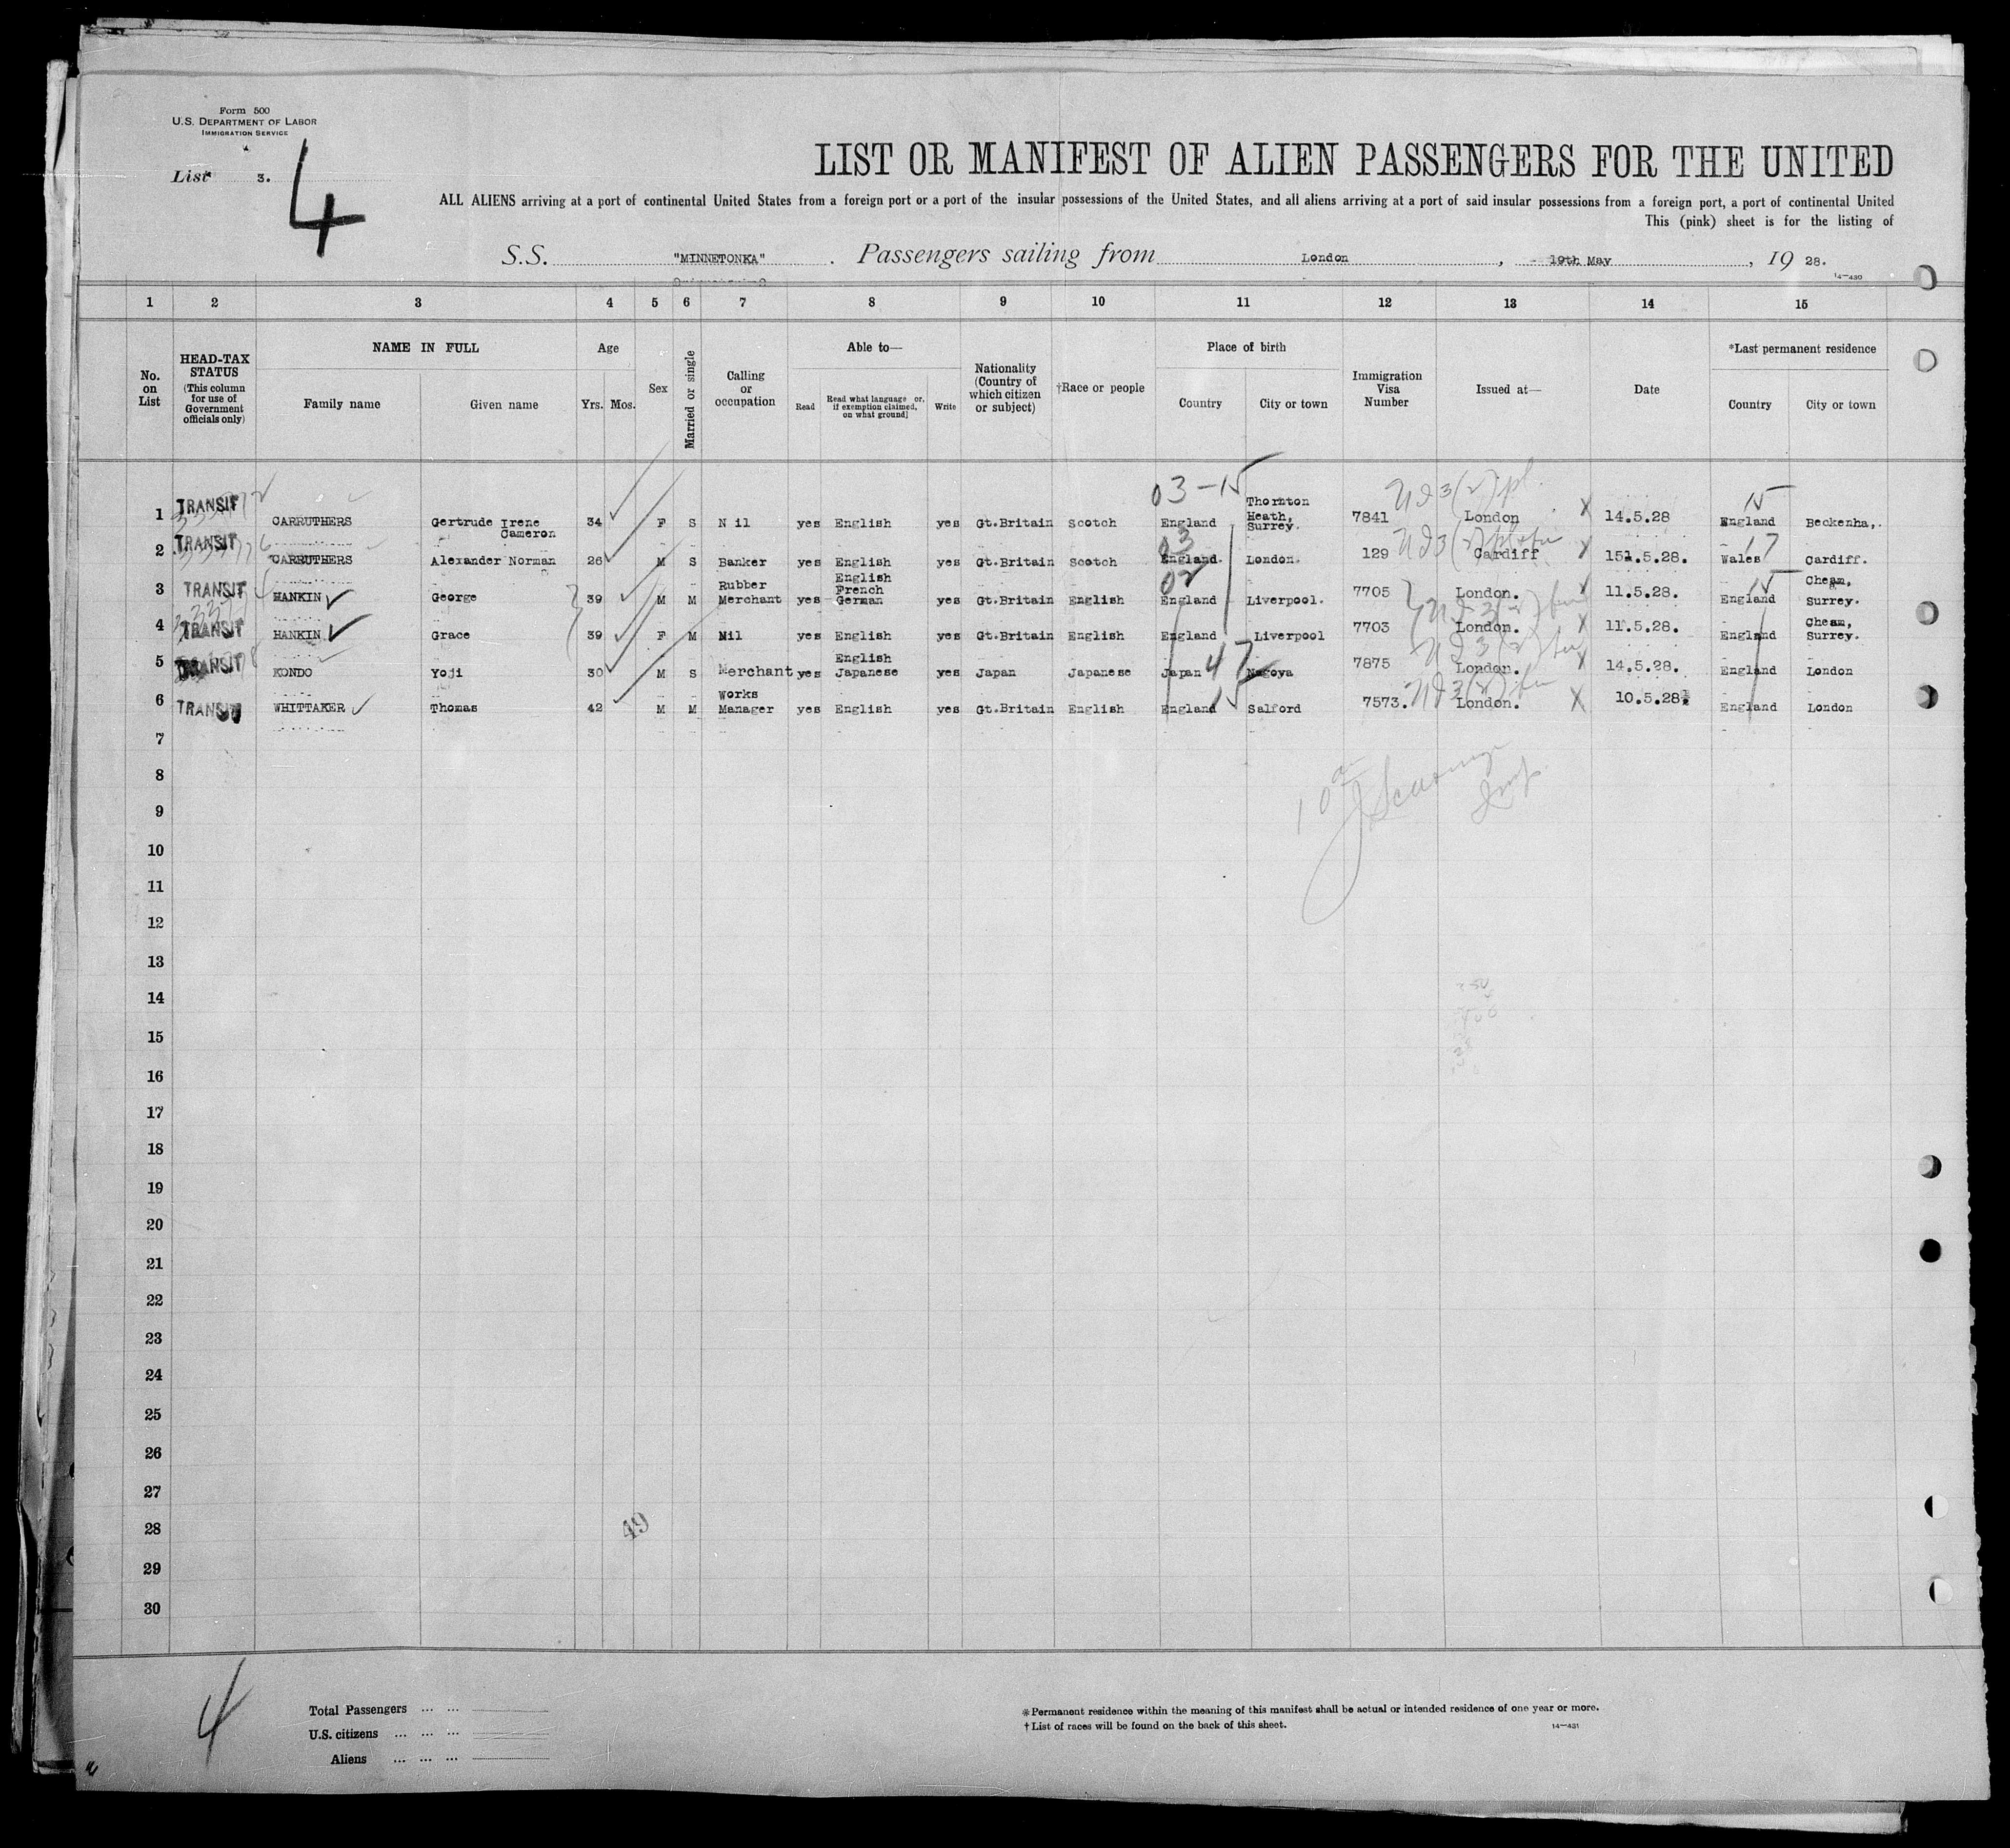 Form 500
U.S. DEPARTMENT OF LABOR
IMMIGRATION SERVICE
List 3.
4
LIST OR MANIFEST OF ALIEN PASSENGERS FOR THE UNITED
ALL ALIENS arriving at a port of continental United States from a foreign port or a port of the insular possessions of the United States, and all aliens arriving at a port of said insular possessions from a foreign port, a port of continental United
This (pink) sheet is for the listing of
S.S. "MINNETONKA" . Passengers sailing from London , 19th May , 19 28.
14—430
1 2 3 4 5 6 7 8 9 10 11 12 13 14 15
No. on List
HEAD-TAX STATUS (This column for use of Government officials only)
NAME IN FULL
Family name Given name
Age
Yrs. Mos.
Sex
Married or single
Calling or occupation
Able to—
Read
Read what language or, if exemption claimed, on what ground]
Write
Nationality (Country of which citizen or subject)
†Race or people
Place of birth
Country City or town
Immigration Visa Number
Issued at—
Date
*Last permanent residence
Country City or town
03-15
1 TRANSIT CARRUTHERS Gertrude Irene Cameron 34 F S Nil yes English yes Gt.Britain Scotch England Thornton Heath, Surrey. 7841 London X 14.5.28 15 England Beckenha,.
2 TRANSIT CARRUTHERS Alexander Norman 26 M S Banker yes English yes Gt.Britain Scotch 03 England. London. 129 Cardiff X 151.5.28. 17 Wales Cardiff.
3 TRANSIT HANKIN George 39 M M Rubber Merchant yes English French German yes Gt.Britain English 02 England Liverpool. 7705 London. X 11.5.28. 15 England Cheam, Surrey.
4 TRANSIT HANKIN Grace 39 F M Nil yes English yes Gt.Britain English England Liverpool 7703 London. X 11.5.28. England Cheam, Surrey.
5 TRANSIT KONDO Yoji 30 M S Merchant yes English Japanese yes Japan Japanese Japan 47 Nagoya 7875 London. X 14.5.28. England London
6 TRANSIT WHITTAKER Thomas 42 M M Works Manager yes English yes Gt.Britain English England 15 Salford 7573. London. X 10.5.28. England London
7
8
9
10
11
12
13
14
15
16
17
18
19
20
21
22
23
24
25
26
27
28
49
29
30
4
Total Passengers ... ...
U.S. citizens ... ... ...
Aliens ... ... ...
*Permanent residence within the meaning of this manifest shall be actual or intended residence of one year or more.
†List of races will be found on the back of this sheet. 14—431